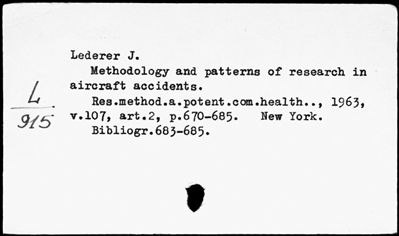 Lederer J.
Methodology and patterns of research in
aircraft accidents.
Res.method.a.potent.com.health.., 1963,
v.107, art.2, p.670-685. New York.
Bibliogr.683-685.
L
915